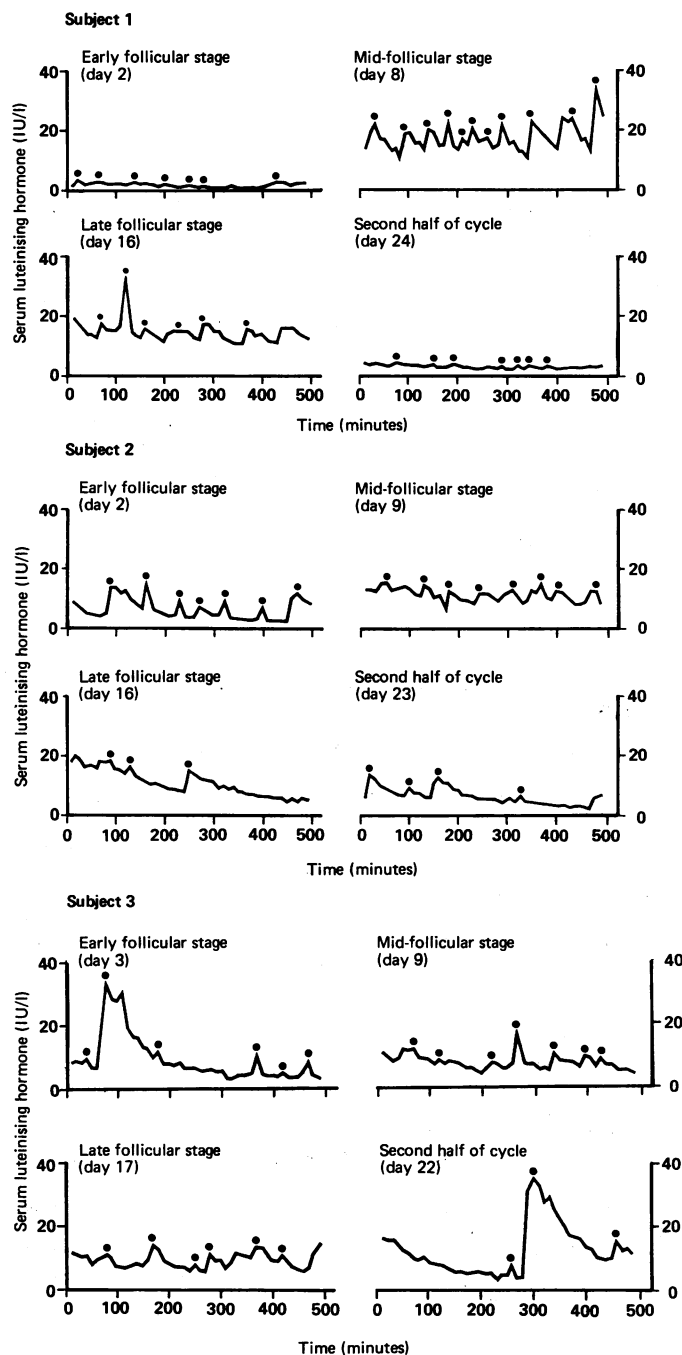 Subject 1
Early follicular stage
(day 2)
Mid-follicular stage
(day 8)
40
20
0
40
20
0
Late follicular stage
(day 16)
Second half of cycle
(day 24)
40
20
0
40
20
0
0 100 200 300 400 500
0 100 200 300 400 500
Serum luteinising hormone (IU/l)
Time (minutes)
Subject 2
Early follicular stage
(day 2)
Mid-follicular stage
(day 9)
40
20
0
40
20
0
Late follicular stage
(day 16)
Second half of cycle
(day 23)
40
20
0
40
20
0
0 100 200 300 400 500
0 100 200 300 400 500
Serum luteinising hormone (IU/l)
Time (minutes)
Subject 3
Early follicular stage
(day 3)
Mid-follicular stage
(day 9)
40
20
0
40
20
0
Late follicular stage
(day 17)
Second half of cycle
(day 22)
40
20
0
40
20
0
0 100 200 300 400 500
0 100 200 300 400 500
Serum luteinising hormone (IU/l)
Time (minutes)